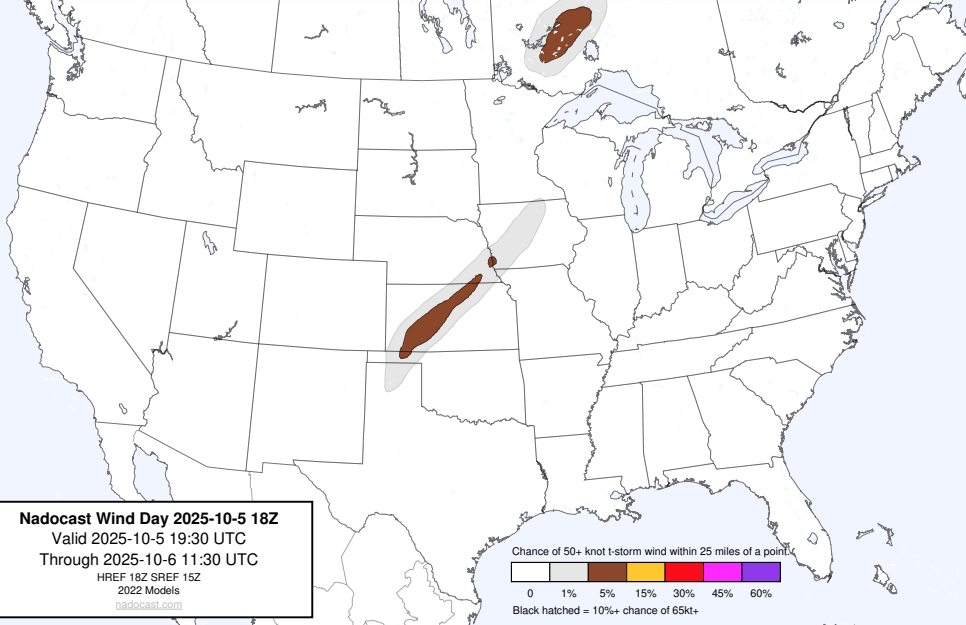 Nadocast Wind Day 2025-10-5 18Z
Valid 2025-10-5 19:30 UTC
Through 2025-10-6 11:30 UTC
HREF 18Z SREF 15Z
2022 Models
nadocast.com
Chance of 50+ knot t-storm wind within 25 miles of a point.
0 1% 5% 15% 30% 45% 60%
Black hatched = 10%+ chance of 65kt+